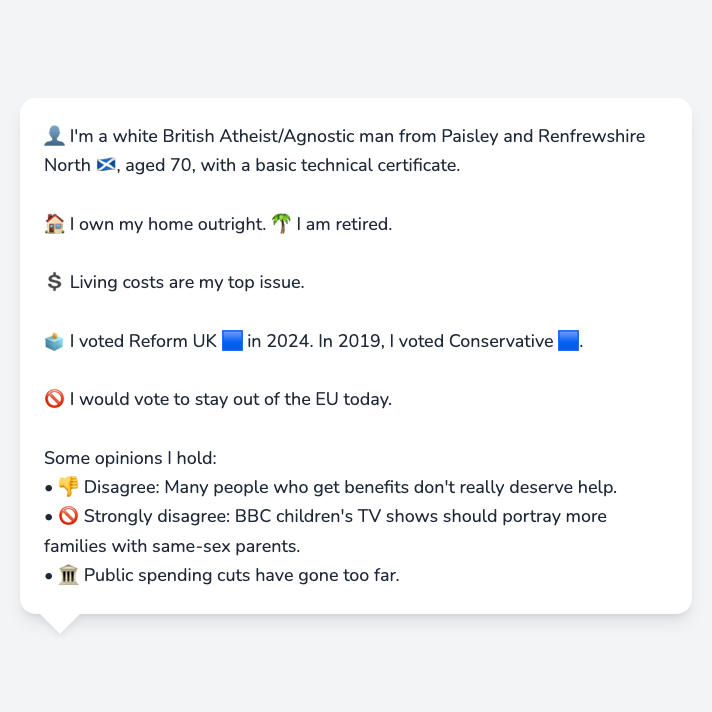 👤 I'm a white British Atheist/Agnostic man from Paisley and Renfrewshire
North 🏴󠁧󠁢󠁳󠁣󠁴󠁿, aged 70, with a basic technical certificate.
🏠 I own my home outright. 🌴 I am retired.
💲 Living costs are my top issue.
🗳️ I voted Reform UK 🟦 in 2024. In 2019, I voted Conservative 🟦.
🚫 I would vote to stay out of the EU today.
Some opinions I hold:
• 👎 Disagree: Many people who get benefits don't really deserve help.
• 🚫 Strongly disagree: BBC children's TV shows should portray more
families with same-sex parents.
• 🏛️ Public spending cuts have gone too far.